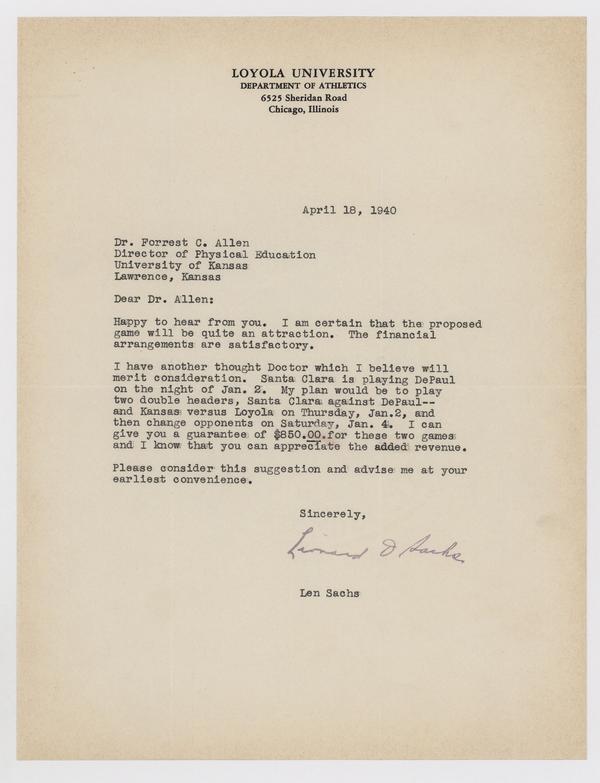 LOYOLA UNIVERSITY
DEPARTMENT OF ATHLETICS
6525 Sheridan Road
Chicago, Illinois
April 18, 1940
Dr. Forrest C. Allen
Director of Physical Education
University of Kansas
Lawrence, Kansas
Dear Dr. Allen:
Happy to hear from you.  I am certain that the proposed
game will be quite an attraction.  The financial
arrangements are satisfactory.
I have another thought Doctor which I believe will
merit consideration.  Santa Clara is playing DePaul
on the night of Jan. 2.  My plan would be to play
two double headers, Santa Clara against DePaul--
and Kansas versus Loyola on Thursday, Jan.2, and
then change opponents on Saturday, Jan. 4.  I can
give you a guarantee of $850.00.for these two games
and I know that you can appreciate the added revenue.
Please consider this suggestion and advise me at your
earliest convenience.
Sincerely,
Leonard D Sachs
Len Sachs